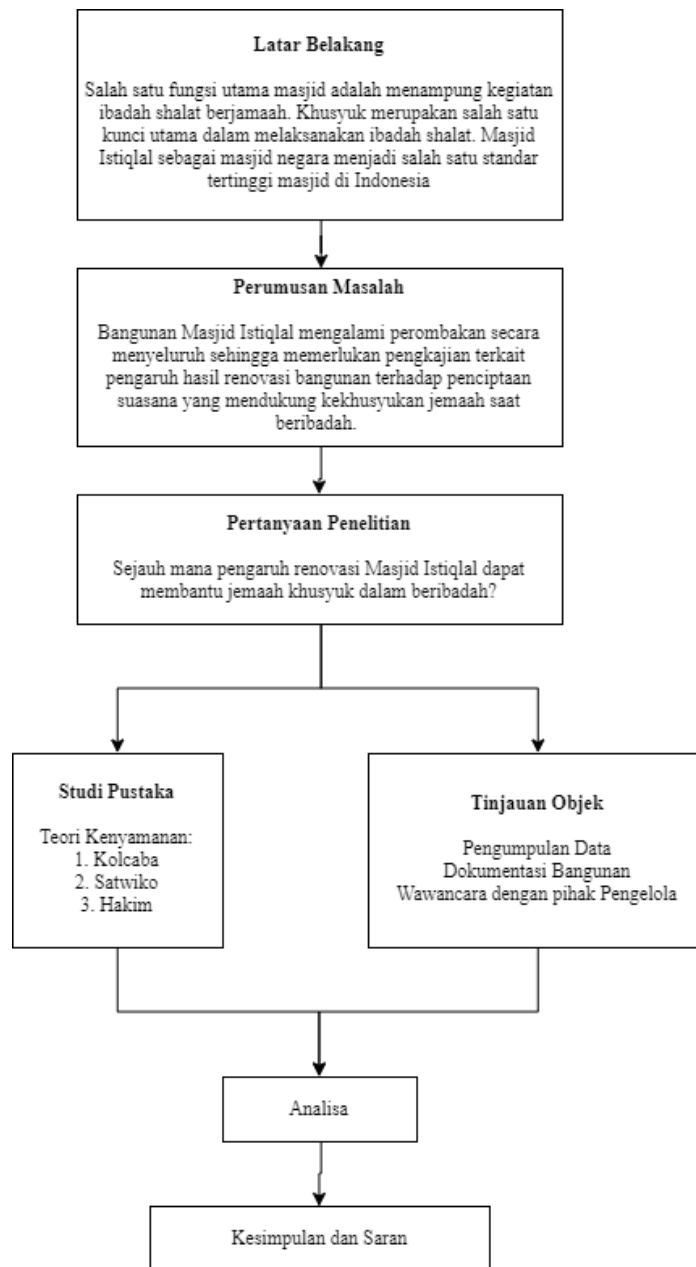 Latar Belakang
Salah satu fungsi utama masjid adalah menampung kegiatan
ibadah shalat berjamaah. Khusyuk merupakan salah satu
kunci utama dalam melaksanakan ibadah shalat. Masjid
Istiqlal sebagai masjid negara menjadi salah satu standar
tertinggi masjid di Indonesia
Perumusan Masalah
Bangunan Masjid Istiqlal mengalami perombakan secara
menyeluruh sehingga memerlukan pengkajian terkait
pengaruh hasil renovasi bangunan terhadap penciptaan
suasana yang mendukung kekhusyukan jemaah saat
beribadah.
Pertanyaan Penelitian
Sejauh mana pengaruh renovasi Masjid Istiqlal dapat
membantu jemaah khusyuk dalam beribadah?
Studi Pustaka
Teori Kenyamanan:
1. Kolcaba
2. Satwiko
3. Hakim
Tinjauan Objek
Pengumpulan Data
Dokumentasi Bangunan
Wawancara dengan pihak Pengelola
Analisa
Kesimpulan dan Saran